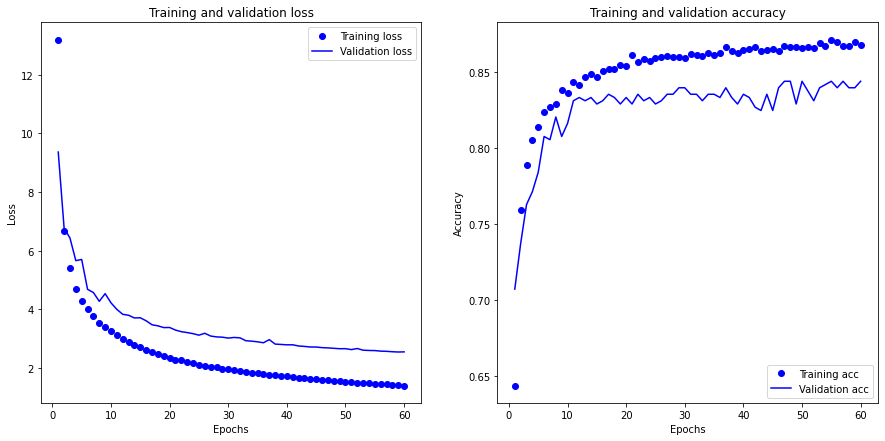 Training and validation loss
Training loss
Validation loss
12
10
8
6
4
2
Loss
0
10
20
30
40
50
60
Epochs
Training and validation accuracy
0.85
0.80
0.75
0.70
0.65
Accuracy
Training acc
Validation acc
0
10
20
30
40
50
60
Epochs